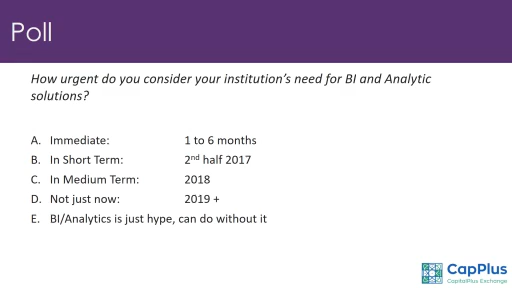 Poll
How urgent do you consider your institution's need for BI and Analytic
solutions?
A. Immediate: 1 to 6 months
B. In Short Term: 2nd half 2017
C. In Medium Term: 2018
D. Not just now: 2019 +
E. BI/Analytics is just hype, can do without it
CapPlus
CapitalPlus Exchange